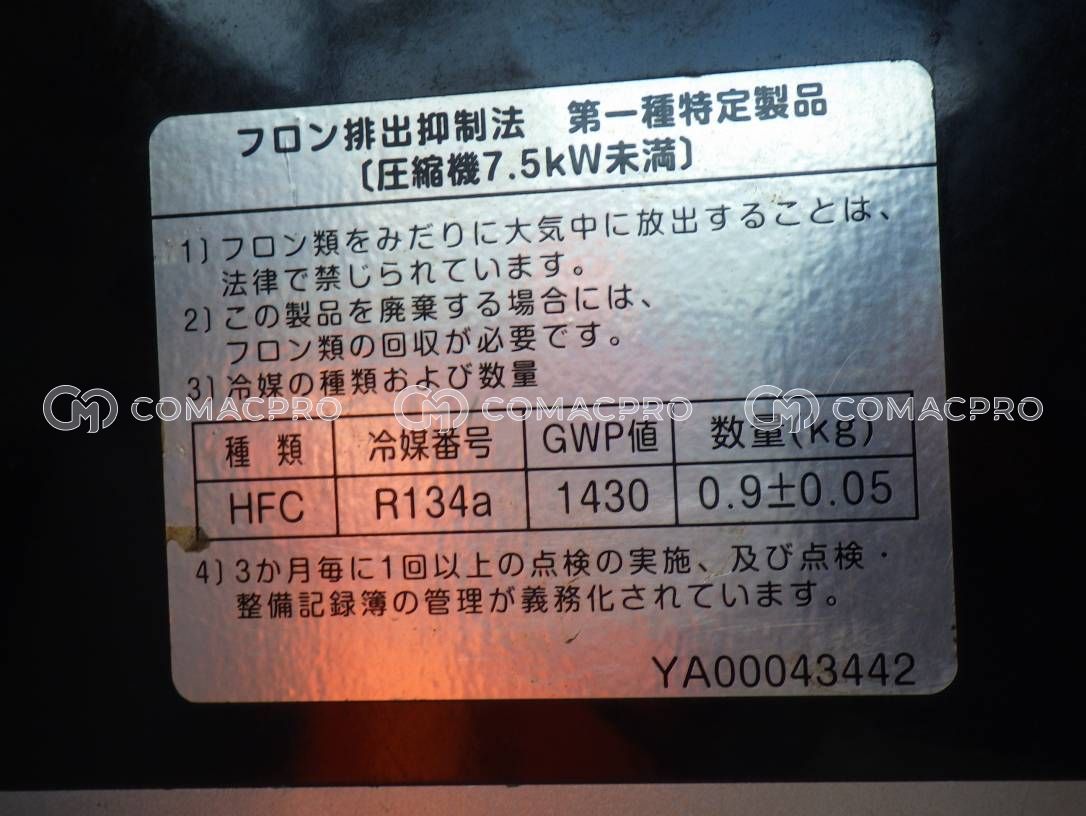 フロン排出抑制法 第一種特定製品
〔圧縮機7.5kW未満〕
1) フロン類をみだりに大気中に放出することは、
法律で禁じられています。
2) この製品を廃棄する場合には、
フロン類の回収が必要です。
3) 冷媒の種類および数量
COMACPRO COMACPRO COMACPRO
種類 冷媒番号 GWP値 数量(kg)
HFC R134a 1430 0.9±0.05
4) 3か月毎に1回以上の点検の実施、及び点検・
整備記録簿の管理が義務化されています。
YA00043442